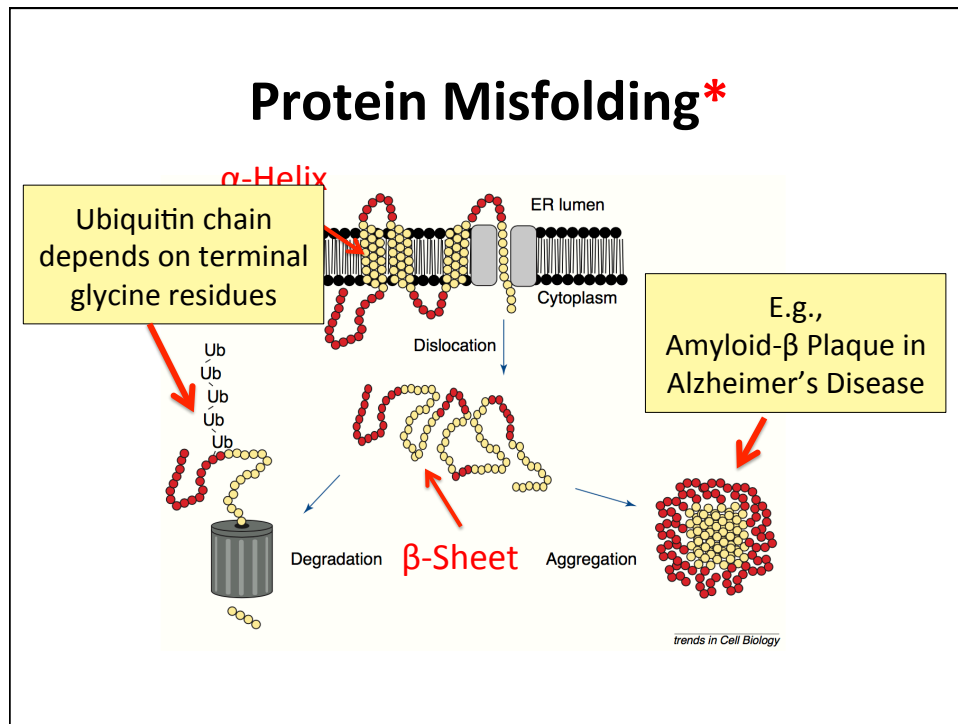 Protein Misfolding*
α-Helix
Ubiquitin chain
depends on terminal
glycine residues
ER lumen
Cytoplasm
E.g.,
Amyloid-β Plaque in
Alzheimer's Disease
Dislocation
Ub
Ub
Ub
Ub
Ub
Degradation
β-Sheet
Aggregation
trends in Cell Biology